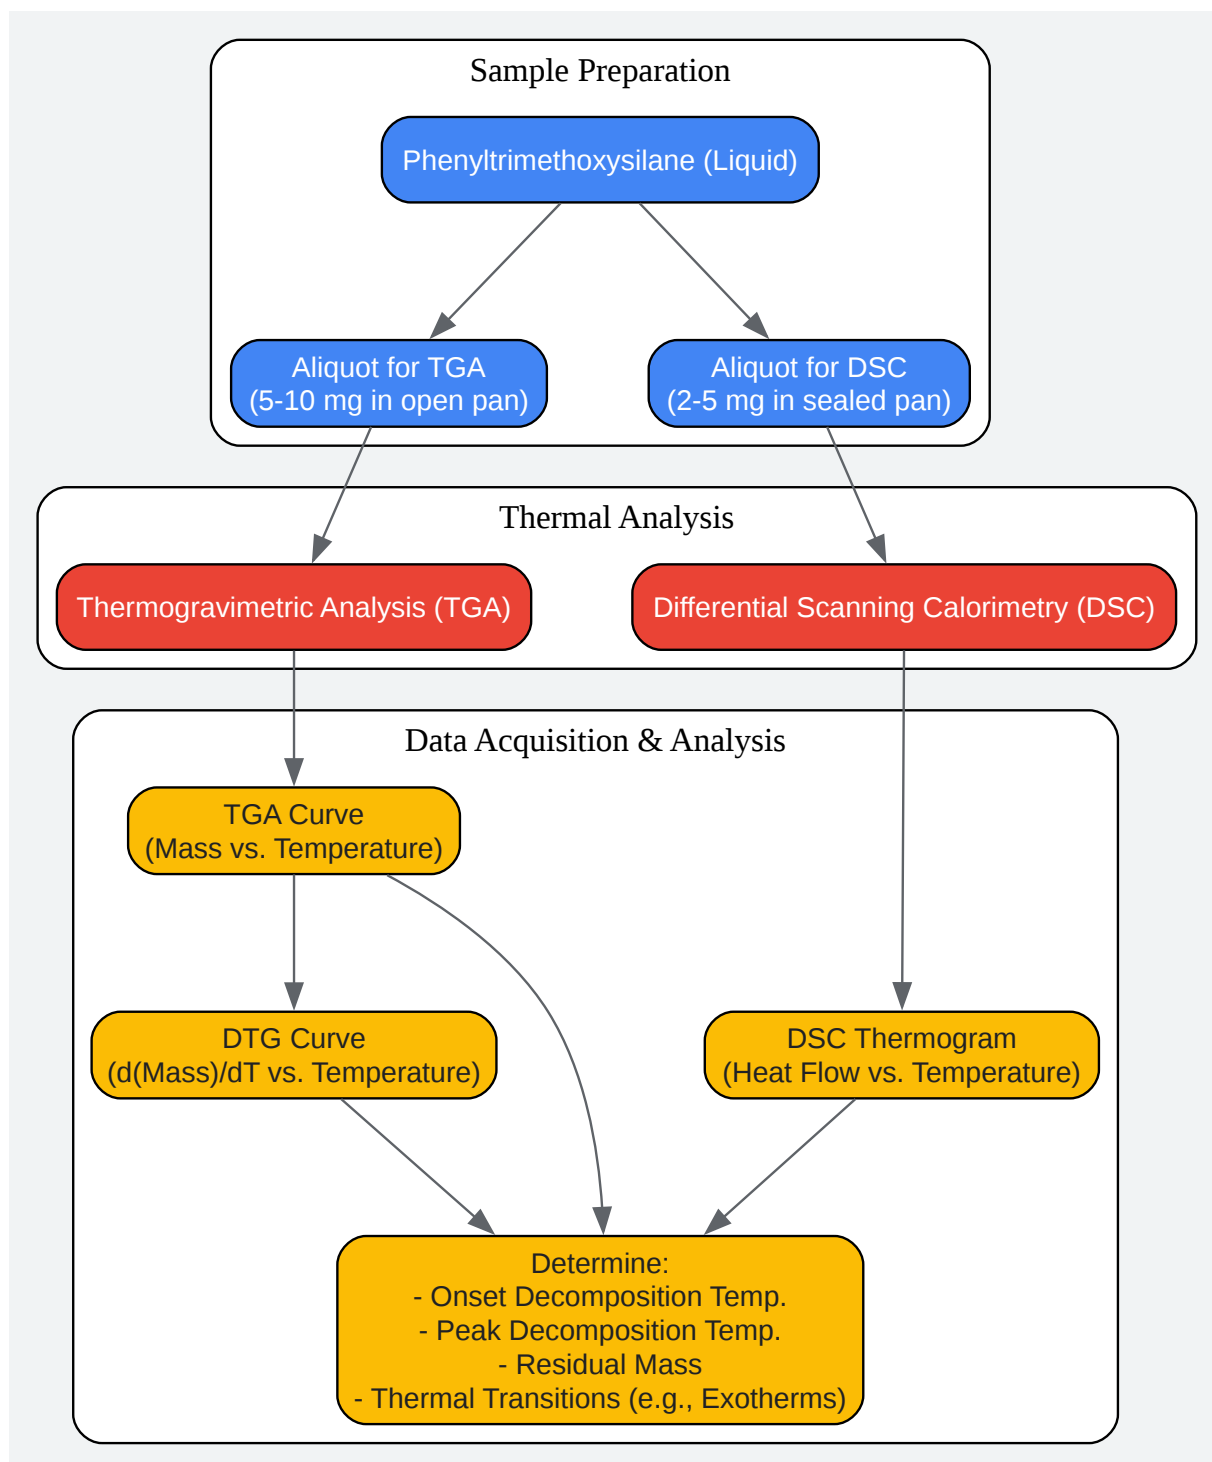 Sample Preparation
Phenyltrimethoxysilane (Liquid)
Aliquot for TGA
(5-10 mg in open pan)
Aliquot for DSC
(2-5 mg in sealed pan)
Thermal Analysis
Thermogravimetric Analysis (TGA)
Differential Scanning Calorimetry (DSC)
Data Acquisition & Analysis
TGA Curve
(Mass vs. Temperature)
DTG Curve
(d(Mass)/dT vs. Temperature)
DSC Thermogram
(Heat Flow vs. Temperature)
Determine:
- Onset Decomposition Temp.
- Peak Decomposition Temp.
- Residual Mass
- Thermal Transitions (e.g., Exotherms)